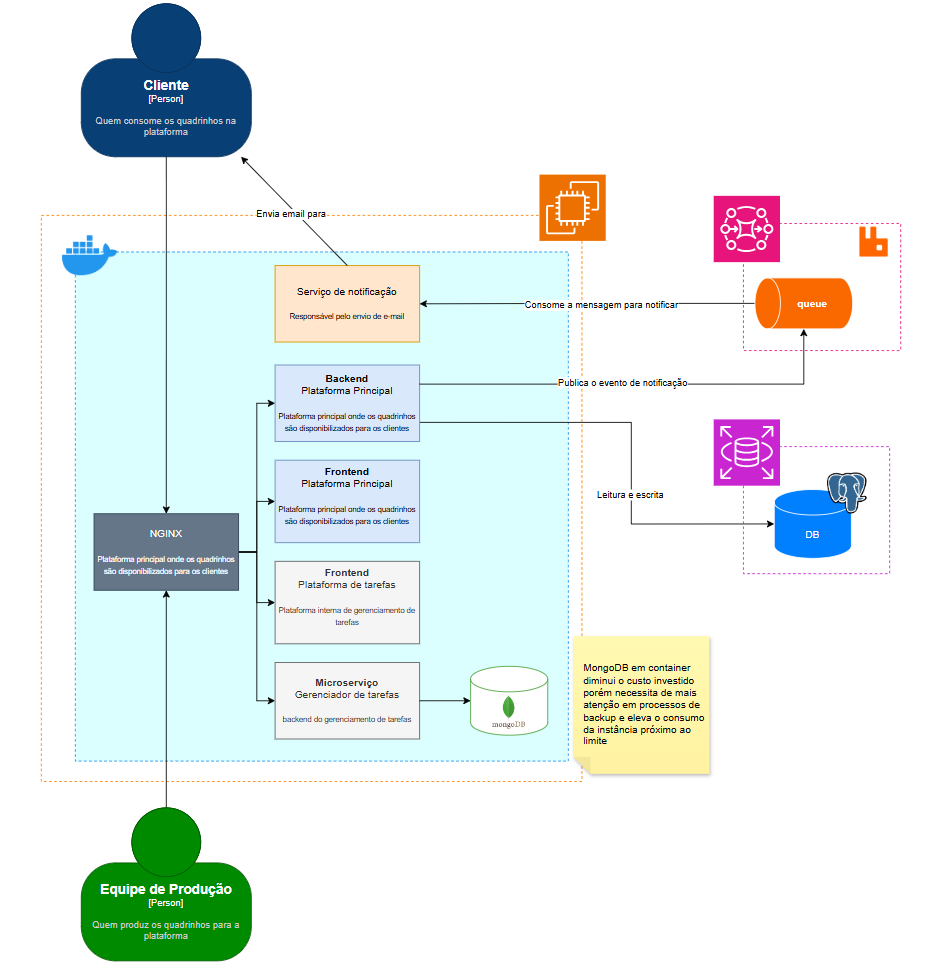 Cliente
[Person]
Quem consome os quadrinhos na
plataforma
Envia email para
Serviço de notificação
Responsável pelo envio de e-mail
Consome a mensagem para notificar
queue
Backend
Plataforma Principal
Plataforma principal onde os quadrinhos
são disponibilizados para os clientes
Publica o evento de notificação
Leitura e escrita
DB
Frontend
Plataforma Principal
Plataforma principal onde os quadrinhos
são disponibilizados para os clientes
NGINX
Plataforma principal onde os quadrinhos
são disponibilizados para os clientes
Frontend
Plataforma de tarefas
Plataforma interna de gerenciamento de
tarefas
Microserviço
Gerenciador de tarefas
backend do gerenciamento de tarefas
mongoDB
MongoDB em container
diminui o custo investido
porém necessita de mais
atenção em processos de
backup e eleva o consumo
da instância próximo ao
limite
Equipe de Produção
[Person]
Quem produz os quadrinhos para a
plataforma